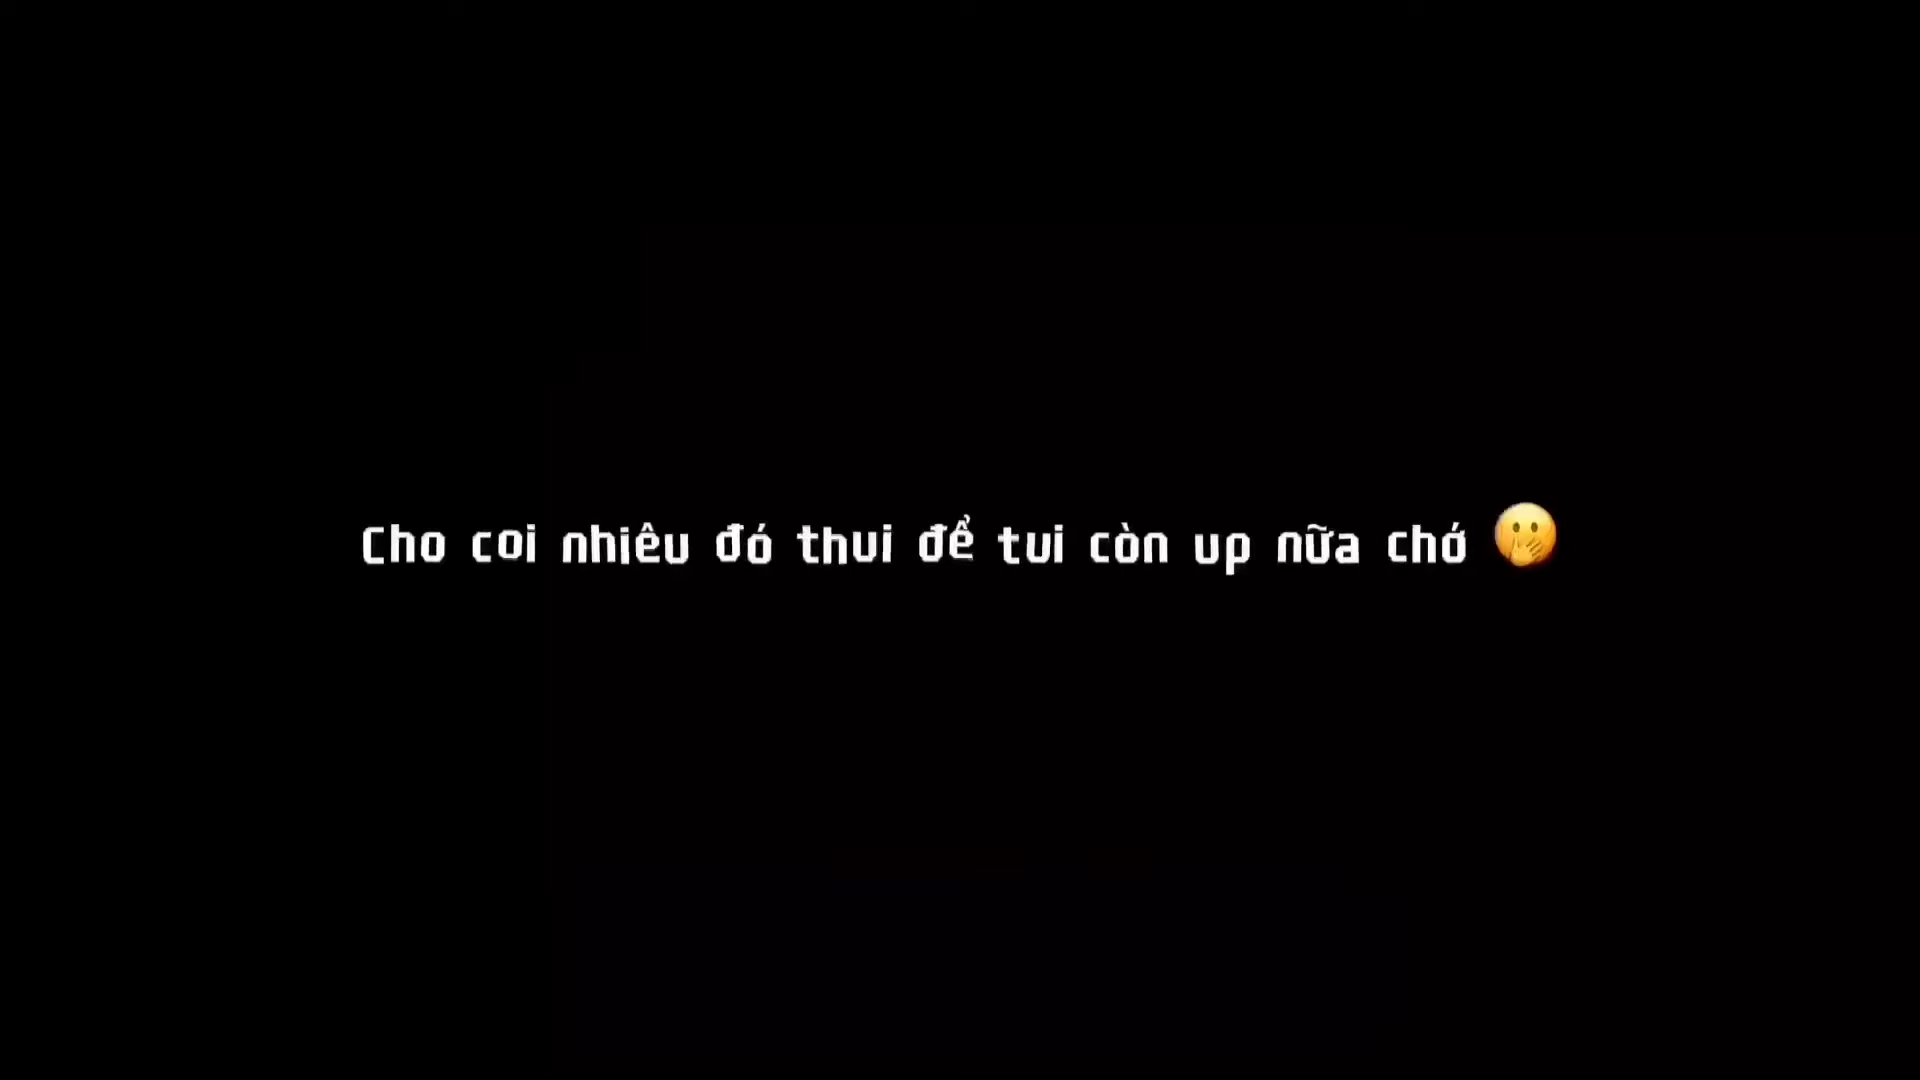 Cho coi nhiêu đó thui để tui còn up nữa chớ 🫢